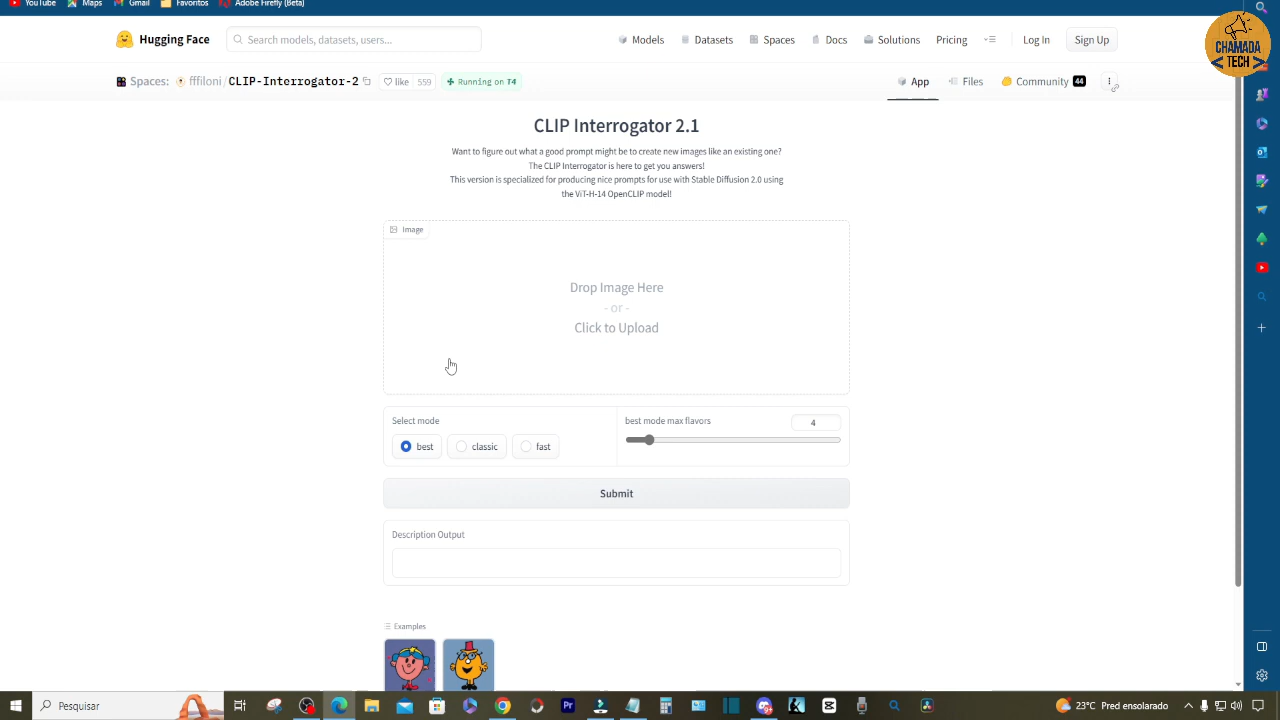 YouTube Maps Gmail Favoritos Adobe Firefly (Beta)
Hugging Face
Search models, datasets, users...
Models Datasets Spaces Docs Solutions Pricing Log In Sign Up
CHAMADA
TECH
Spaces: fffiloni/CLIP-Interrogator-2 like 559 Running on T4
App Files Community 44
CLIP Interrogator 2.1
Want to figure out what a good prompt might be to create new images like an existing one?
The CLIP Interrogator is here to get you answers!
This version is specialized for producing nice prompts for use with Stable Diffusion 2.0 using
the ViT-H-14 OpenCLIP model!
Image
Drop Image Here
- or -
Click to Upload
Select mode
best mode max flavors 4
best classic fast
Submit
Description Output
Examples
Pesquisar
Pr
23°C Pred ensolarado